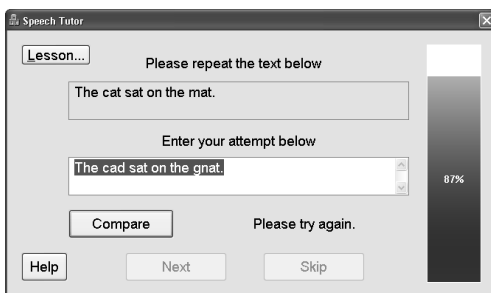 Speech Tutor
Lesson...
Please repeat the text below
The cat sat on the mat.
Enter your attempt below
The cad sat on the gnat.
87%
Compare
Please try again.
Help
Next
Skip